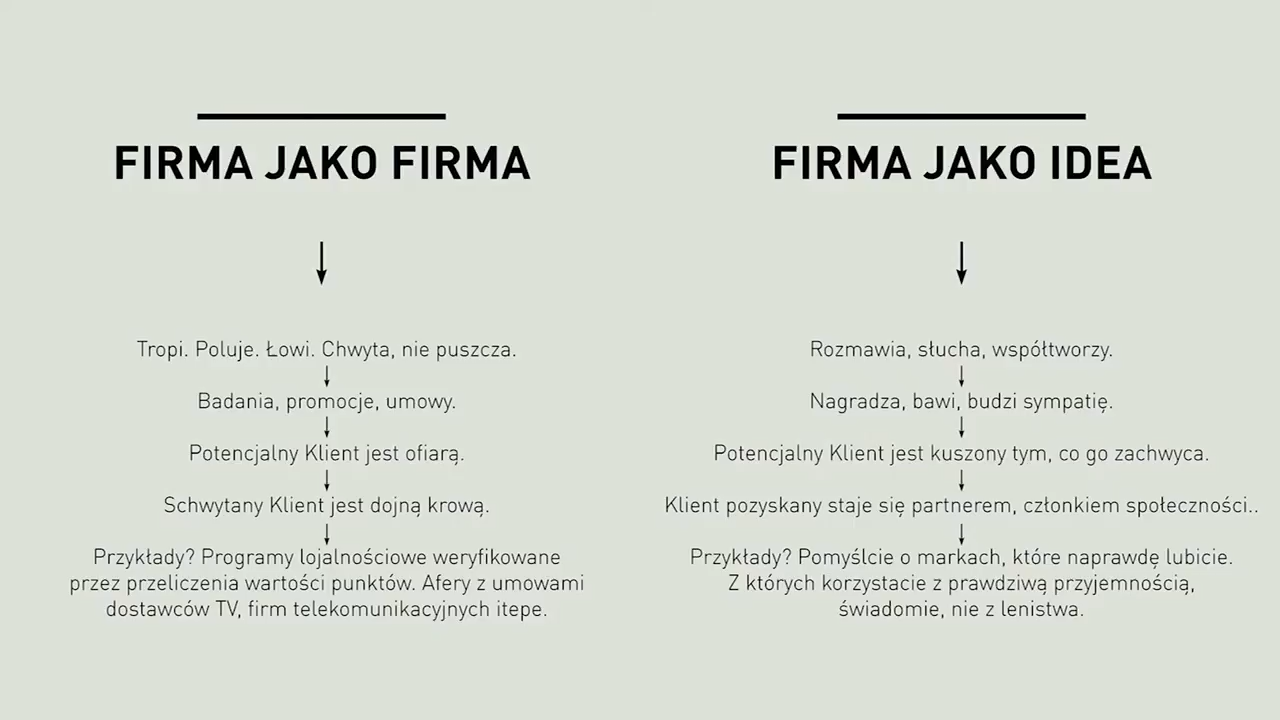 FIRMA JAKO FIRMA
Tropi. Poluje. Łowi. Chwyta, nie puszcza.
Badania, promocje, umowy.
Potencjalny Klient jest ofiarą.
Schwytany Klient jest dojną krową.
Przykłady? Programy lojalnościowe weryfikowane
przez przeliczenia wartości punktów. Afery z umowami
dostawców TV, firm telekomunikacyjnych itepe.
FIRMA JAKO IDEA
Rozmawia, słucha, współtworzy.
Nagradza, bawi, budzi sympatię.
Potencjalny Klient jest kuszony tym, co go zachwyca.
Klient pozyskany staje się partnerem, członkiem społeczności..
Przykłady? Pomyślcie o markach, które naprawdę lubicie.
Z których korzystacie z prawdziwą przyjemnością,
świadomie, nie z lenistwa.